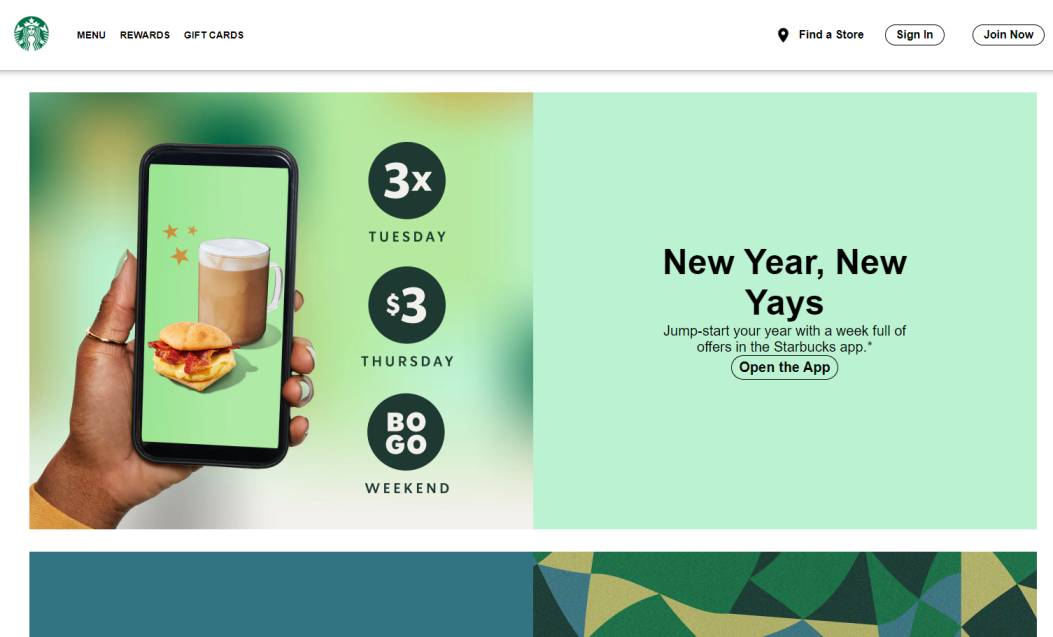 MENU REWARDS GIFT CARDS Find a Store Sign In Join Now
3x
TUESDAY
$3
THURSDAY
BO
GO
WEEKEND
New Year, New
Yays
Jump-start your year with a week full of
offers in the Starbucks app.*
Open the App